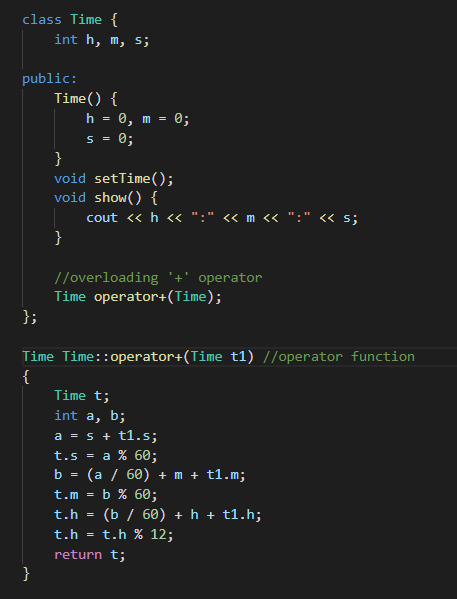 class Time {
    int h, m, s;

public:
    Time() {
        h = 0, m = 0;
        s = 0;
    }
    void setTime();
    void show() {
        cout << h << ":" << m << ":" << s;
    }

    //overloading '+' operator
    Time operator+(Time);
};

Time Time::operator+(Time t1) //operator function
{
    Time t;
    int a, b;
    a = s + t1.s;
    t.s = a % 60;
    b = (a / 60) + m + t1.m;
    t.m = b % 60;
    t.h = (b / 60) + h + t1.h;
    t.h = t.h % 12;
    return t;
}